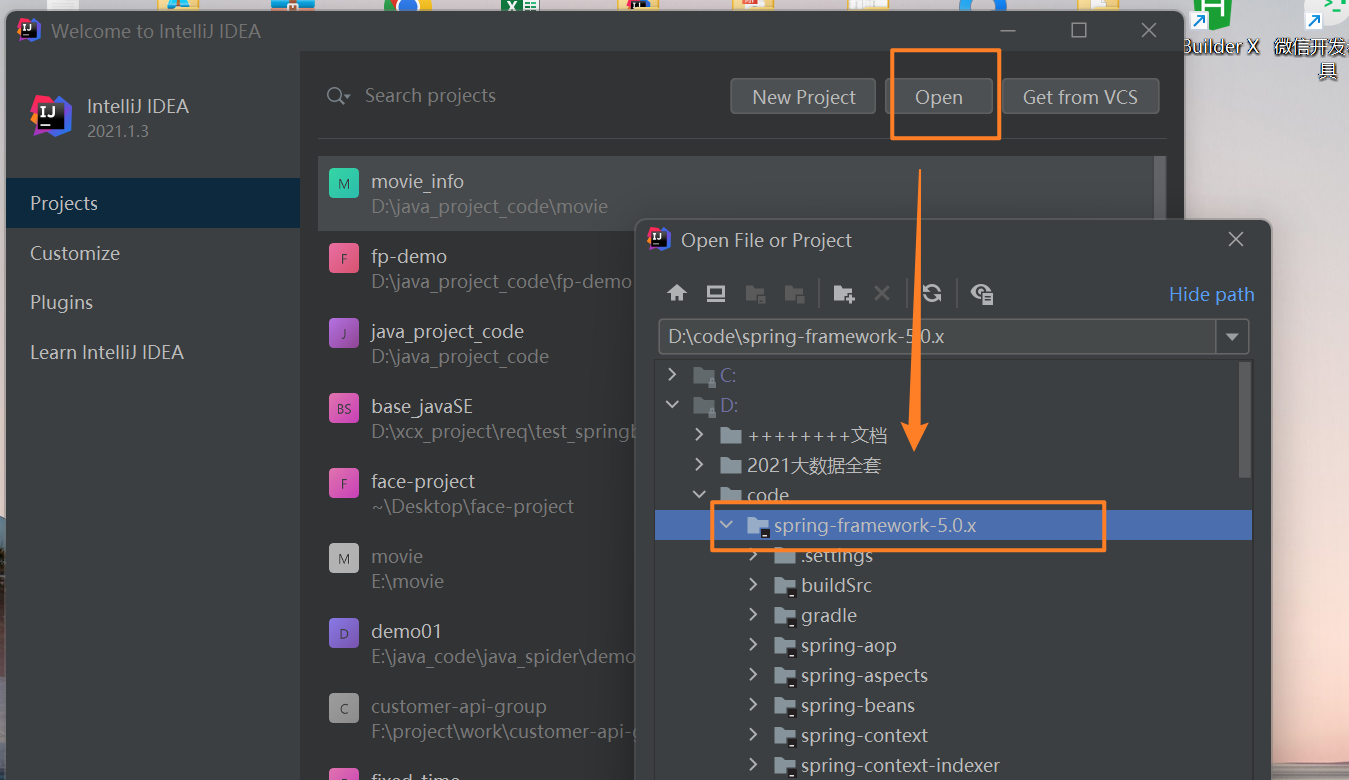 Welcome to IntelliJ IDEA
Builder X
微信开发
具
IntelliJ IDEA
2021.1.3
Search projects
New Project
Open
Get from VCS
Projects
Customize
Plugins
Learn IntelliJ IDEA
M
movie_info
D:\java_project_code\movie
F
fp-demo
D:\java_project_code\fp-demo
J
java_project_code
D:\java_project_code
BS
base_javaSE
D:\xcx_project\req\test_spring
F
face-project
~\Desktop\face-project
M
movie
E:\movie
D
demo01
E:\java_code\java_spider\demo
C
customer-api-group
F:\project\work\customer-api-
fixed_time
Open File or Project
Hide path
D:\code\spring-framework-5.0.x
C:
D:
++++++++文档
2021大数据全套
code
spring-framework-5.0.x
.settings
buildSrc
gradle
spring-aop
spring-aspects
spring-beans
spring-context
spring-context-indexer